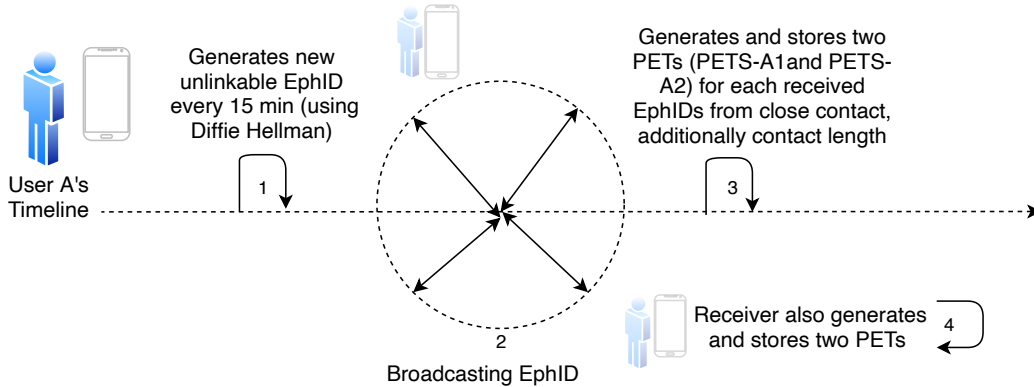 Generates new
unlinkable EphID
every 15 min (using
Diffie Hellman)
1
User A's
Timeline
2
Broadcasting EphID
Generates and stores two
PETs (PETS-A1and PETS-
A2) for each received
EphIDs from close contact,
additionally contact length
3
Receiver also generates
and stores two PETs
4